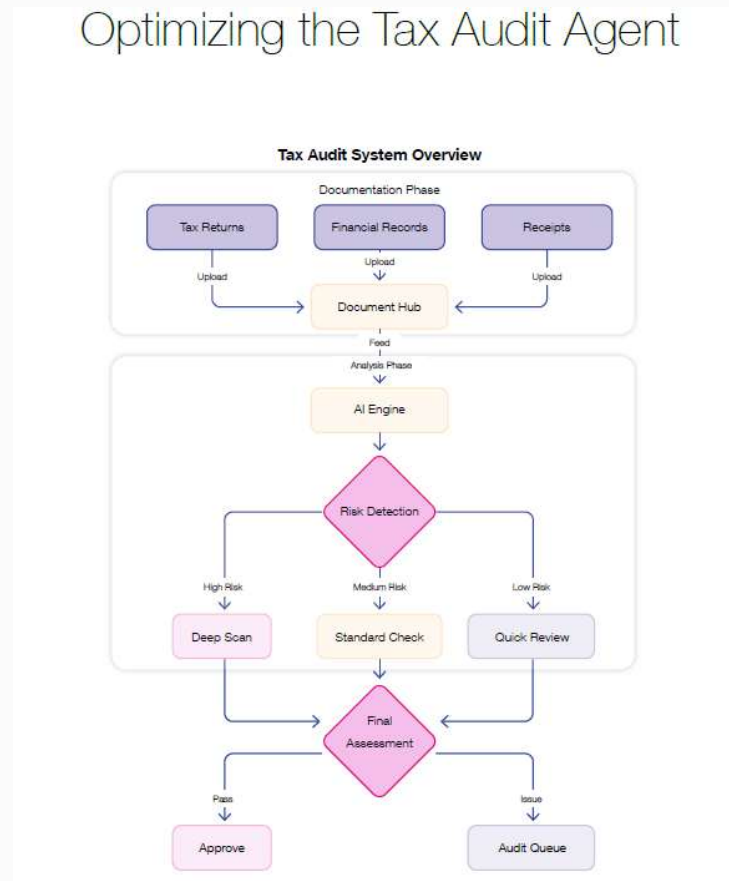 Optimizing the Tax Audit Agent
Tax Audit System Overview
Documentation Phase
Tax Returns
Financial Records
Receipts
Upload
Upload
Upload
Document Hub
Feed
Analysis Phase
AI Engine
Risk Detection
High Risk
Medium Risk
Low Risk
Deep Scan
Standard Check
Quick Review
Final
Assessment
Pass
Issue
Approve
Audit Queue